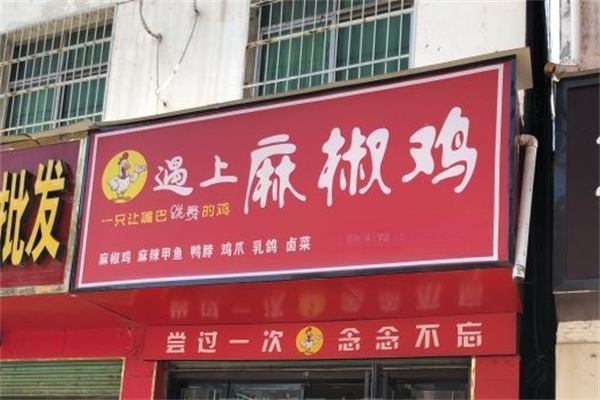 遇上麻椒鸡
一只让嘴巴跳舞的鸡
麻椒鸡 麻辣甲鱼 鸭脖 鸡爪 乳鸽 卤菜
尝过一次 念念不忘
批发